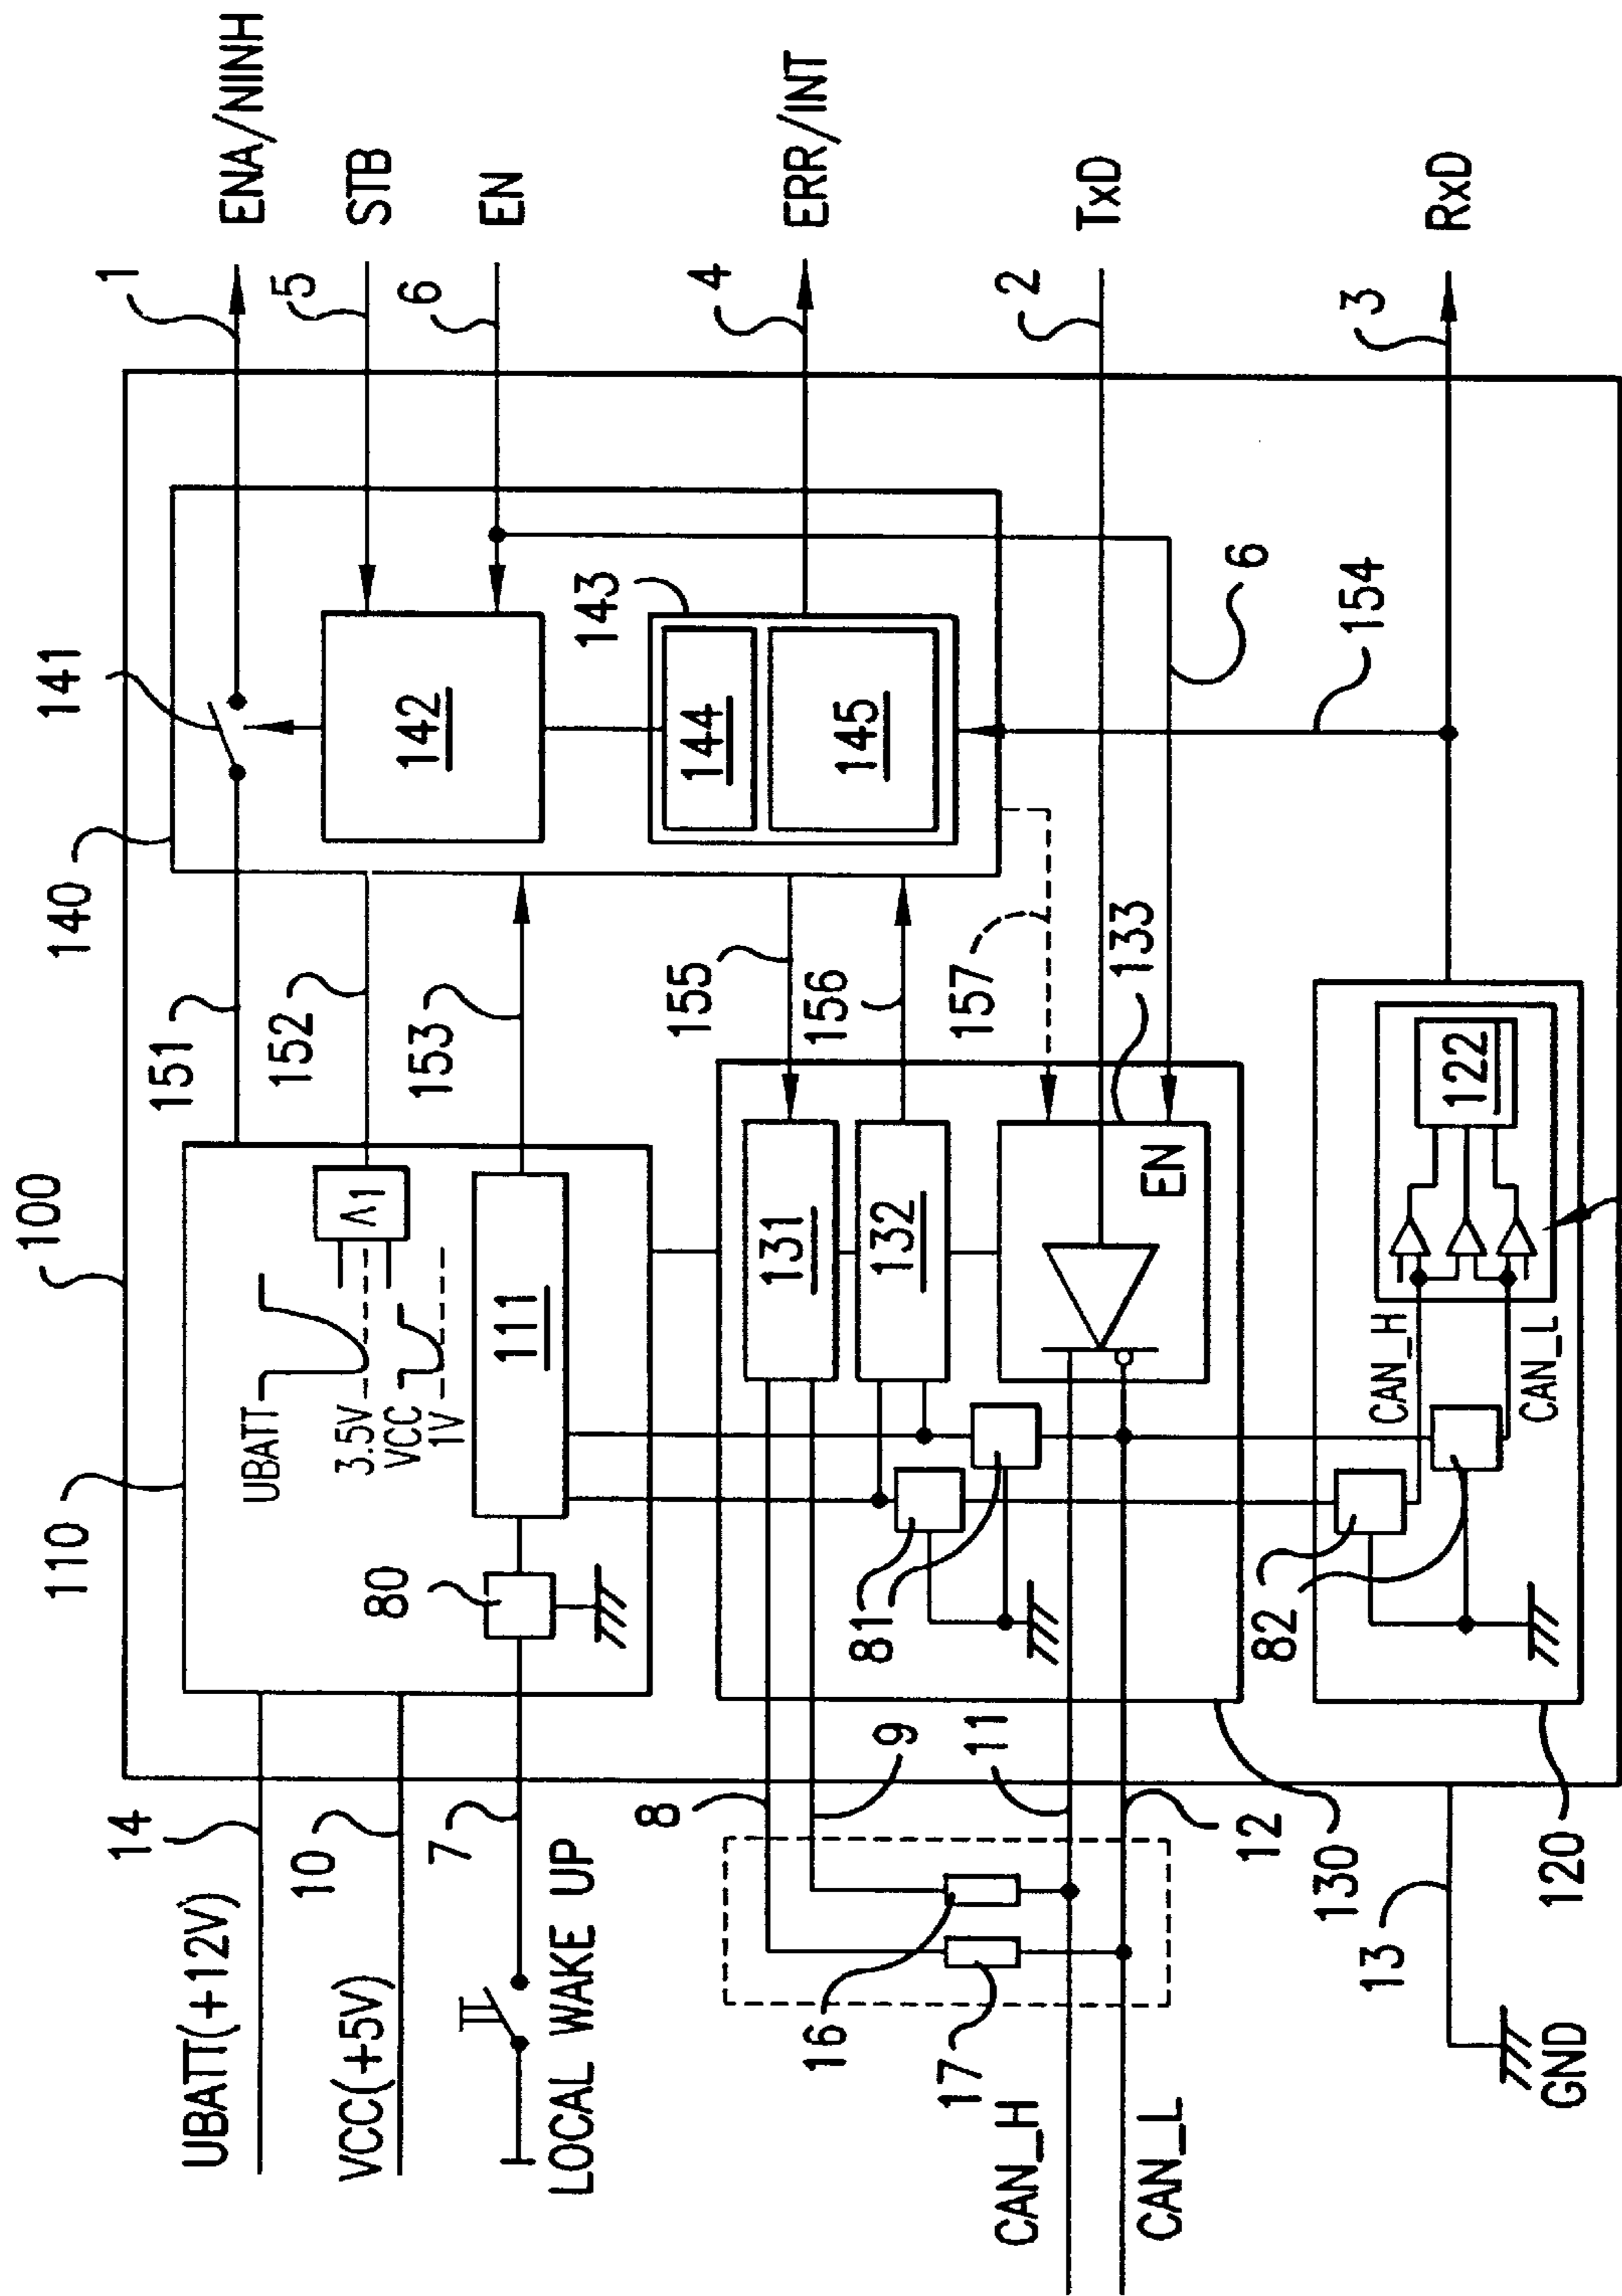 100
110
UBATT
3.5V
VCC
1V
Λ1
111
80
151
152
153
140
141
142
143
144
145
1
ENA/NINH
5
STB
6
EN
4
ERR/INT
2
TxD
3
RxD
6
154
155
156
157
133
131
132
EN
81
130
122
CAN_H
CAN_L
82
120
UBATT(+12V)
14
VCC(+5V)
10
7
LOCAL WAKE UP
8
9
16
17
11
12
CAN_H
CAN_L
13
GND